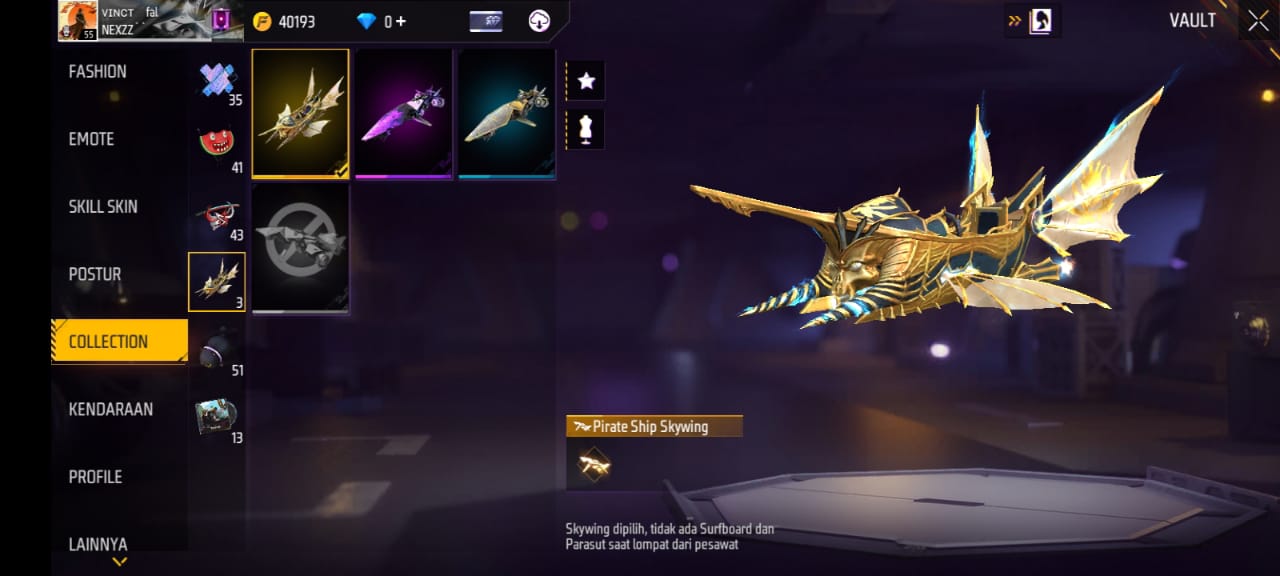 VINCT fal
NEXZZ
55
40193
0 +
VAULT
FASHION
35
EMOTE
41
SKILL SKIN
43
POSTUR
3
COLLECTION
51
KENDARAAN
13
PROFILE
LAINNYA
Pirate Ship Skywing
Skywing dipilih, tidak ada Surfboard dan
Parasut saat lompat dari pesawat